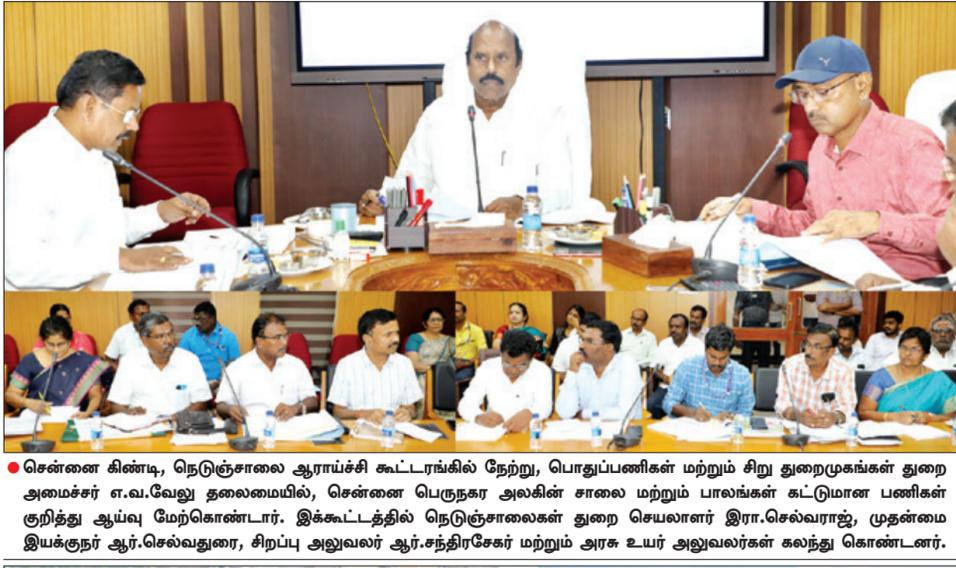 சென்னை கிண்டி, நெடுஞ்சாலை ஆராய்ச்சி கூட்டரங்கில் நேற்று, பொதுப்பணிகள் மற்றும் சிறு துறைமுகங்கள் துறை
அமைச்சர் எ.வ.வேலு தலைமையில், சென்னை பெருநகர அலகின் சாலை மற்றும் பாலங்கள் கட்டுமான பணிகள்
குறித்து ஆய்வு மேற்கொண்டார். இக்கூட்டத்தில் நெடுஞ்சாலைகள் துறை செயலாளர் இரா.செல்வராஜ், முதன்மை
இயக்குநர் ஆர்.செல்வதுரை, சிறப்பு அலுவலர் ஆர்.சந்திரசேகர் மற்றும் அரசு உயர் அலுவலர்கள் கலந்து கொண்டனர்.